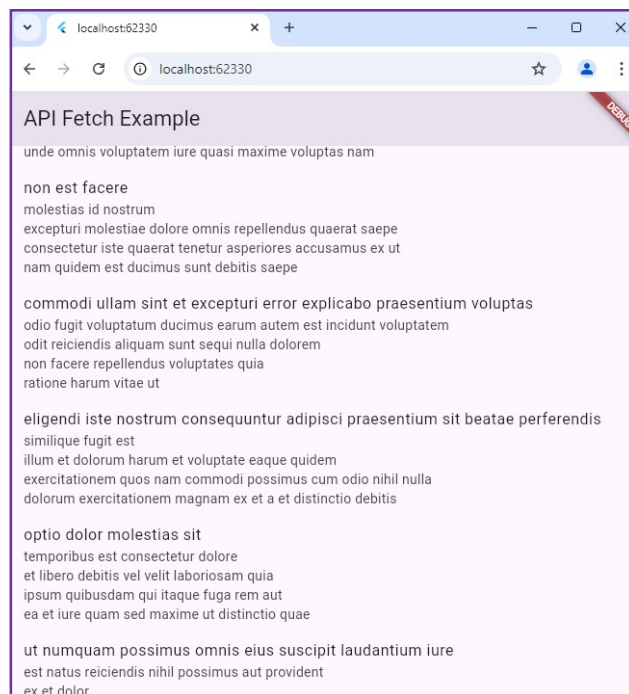 localhost:62330
localhost:62330
API Fetch Example
DEBUG
unde omnis voluptatem iure quasi maxime voluptas nam
non est facere
molestias id nostrum
excepturi molestiae dolore omnis repellendus quaerat saepe
consectetur iste quaerat tenetur asperiores accusamus ex ut
nam quidem est ducimus sunt debitis saepe
commodi ullam sint et excepturi error explicabo praesentium voluptas
odio fugit voluptatum ducimus earum autem est incidunt voluptatem
odit reiciendis aliquam sunt sequi nulla dolorem
non facere repellendus voluptates quia
ratione harum vitae ut
eligendi iste nostrum consequuntur adipisci praesentium sit beatae perferendis
similique fugit est
illum et dolorum harum et voluptate eaque quidem
exercitationem quos nam commodi possimus cum odio nihil nulla
dolorum exercitationem magnam ex et a et distinctio debitis
optio dolor molestias sit
temporibus est consectetur dolore
et libero debitis vel velit laboriosam quia
ipsum quibusdam qui itaque fuga rem aut
ea et iure quam sed maxime ut distinctio quae
ut numquam possimus omnis eius suscipit laudantium iure
est natus reiciendis nihil possimus aut provident
ex et dolor